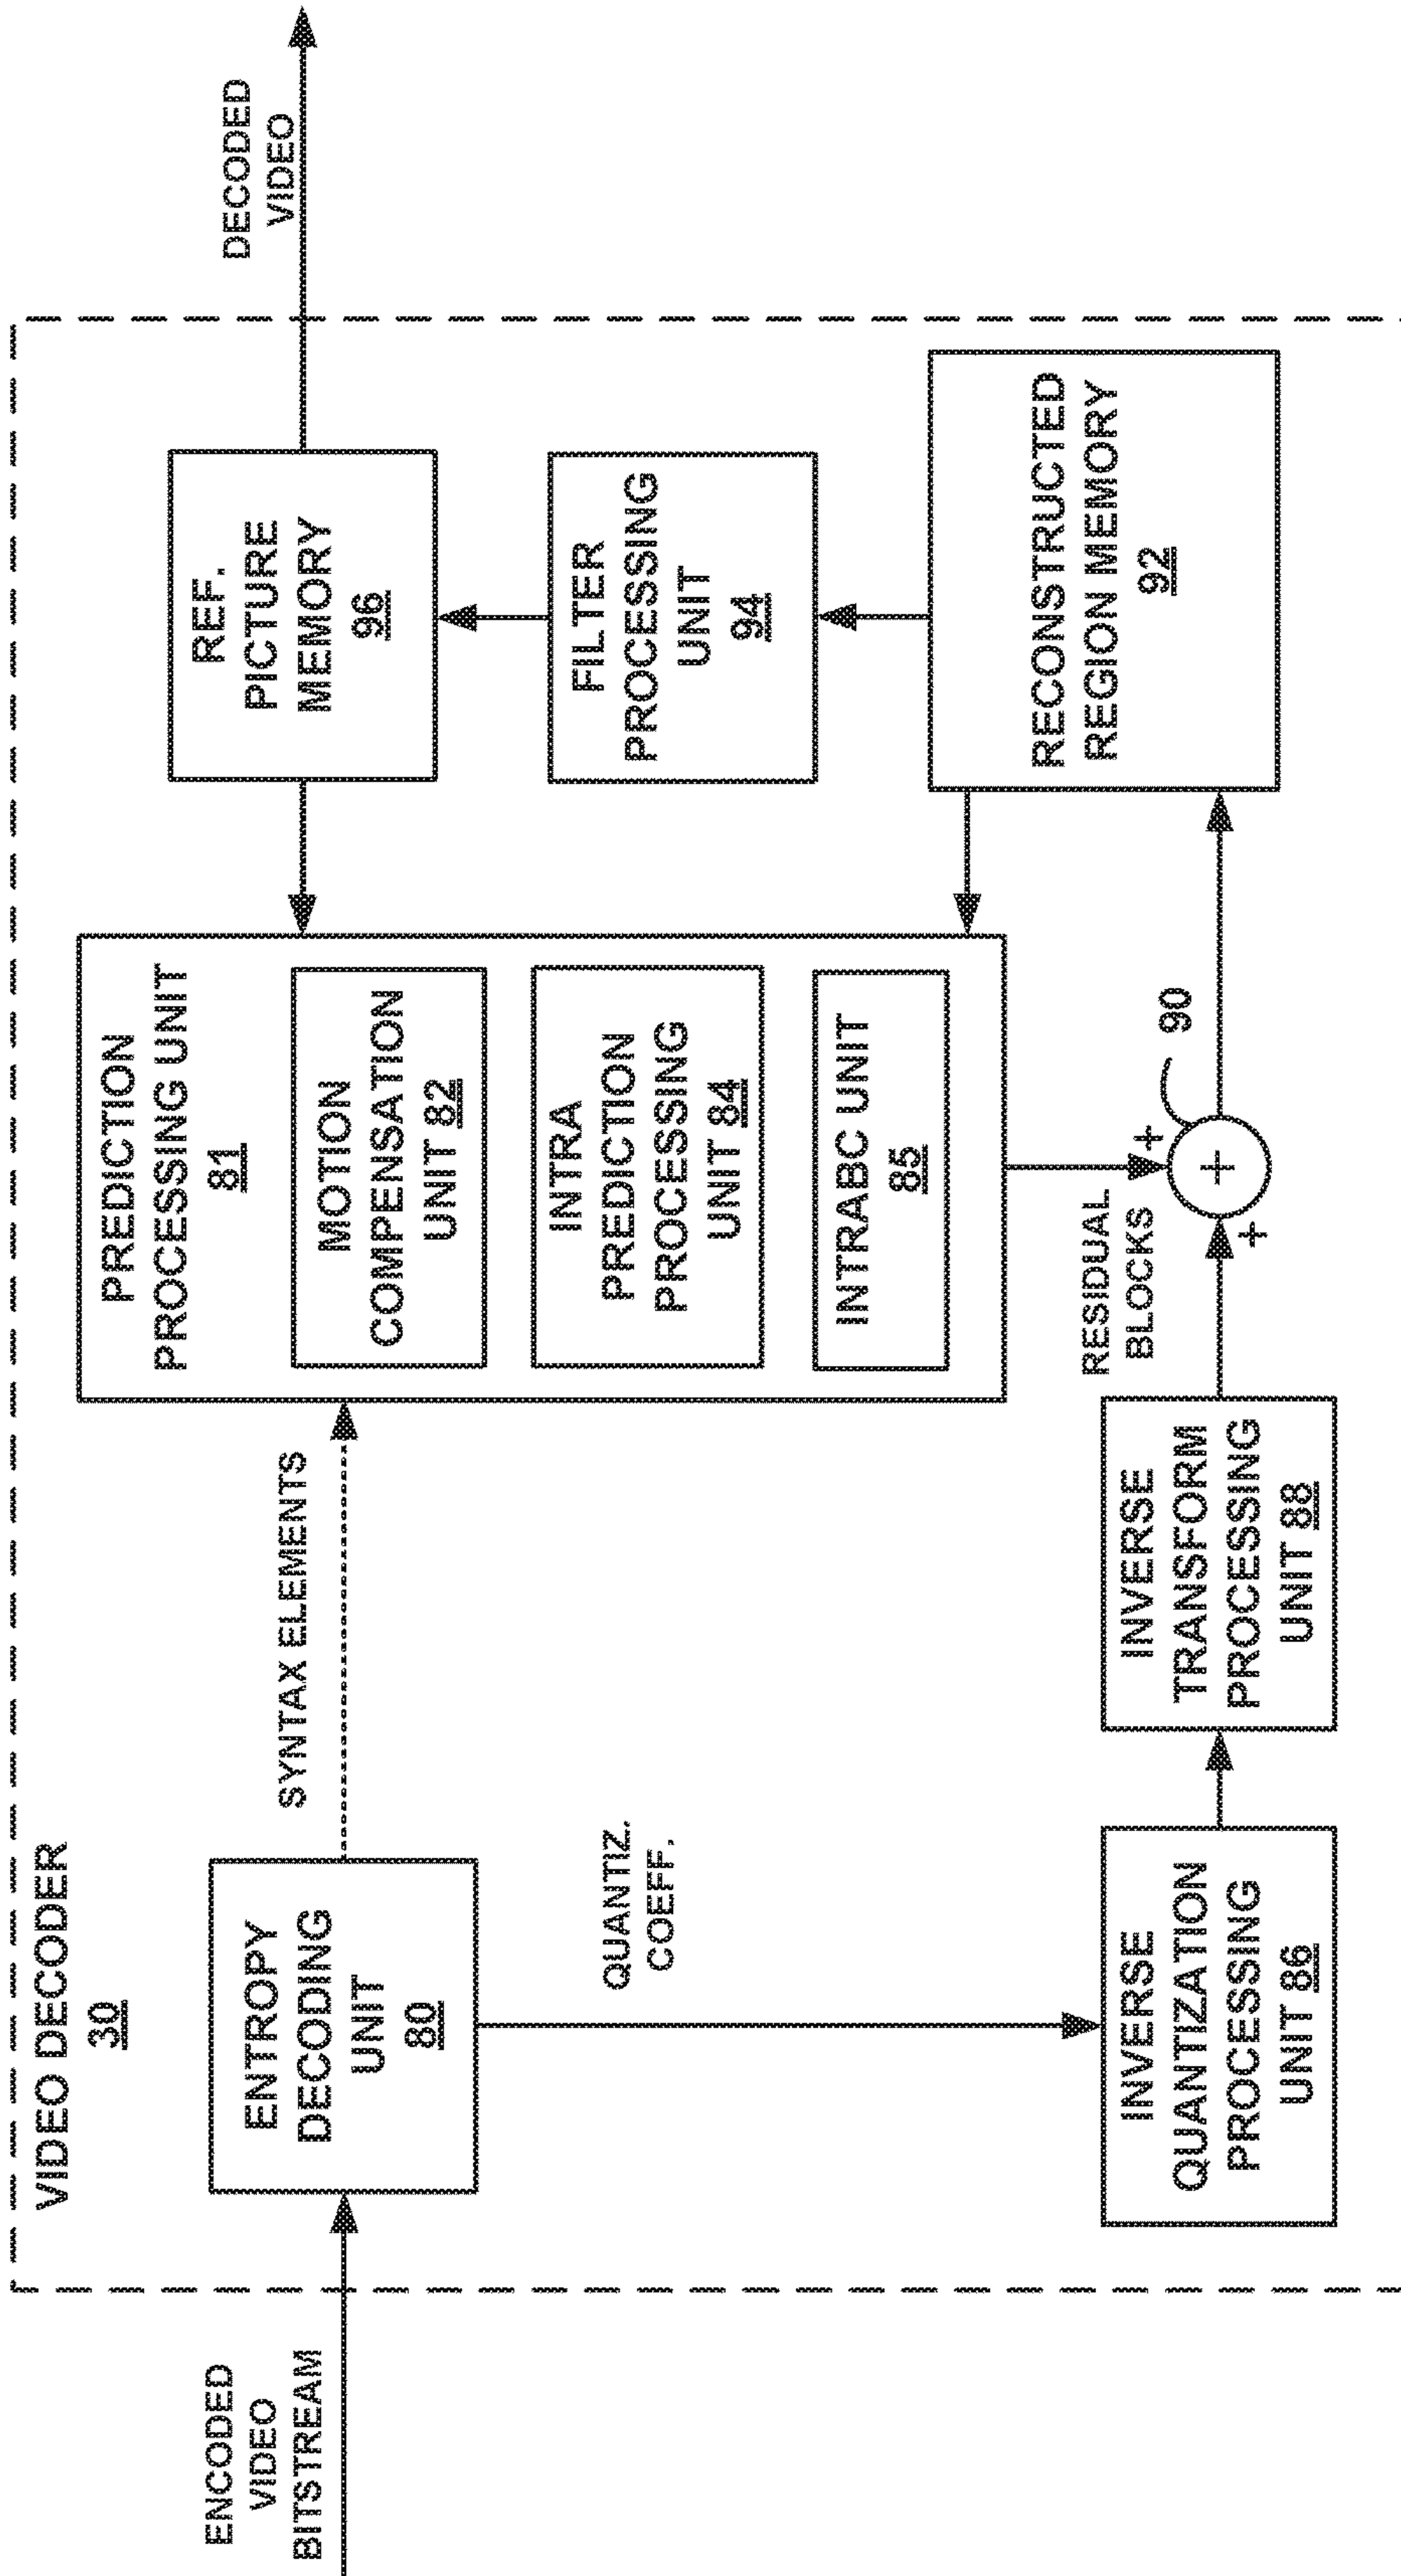 VIDEO DECODER
30
ENCODED
VIDEO
BITSTREAM
ENTROPY
DECODING
UNIT
80
SYNTAX ELEMENTS
QUANTIZ.
COEFF.
PREDICTION
PROCESSING UNIT
81
MOTION
COMPENSATION
UNIT 82
INTRA
PREDICTION
PROCESSING
UNIT 84
INTRABC UNIT
85
REF.
PICTURE
MEMORY
96
DECODED
VIDEO
FILTER
PROCESSING
UNIT
94
RECONSTRUCTED
REGION MEMORY
92
INVERSE
QUANTIZATION
PROCESSING
UNIT 86
INVERSE
TRANSFORM
PROCESSING
UNIT 88
RESIDUAL
BLOCKS
+
+
+
90